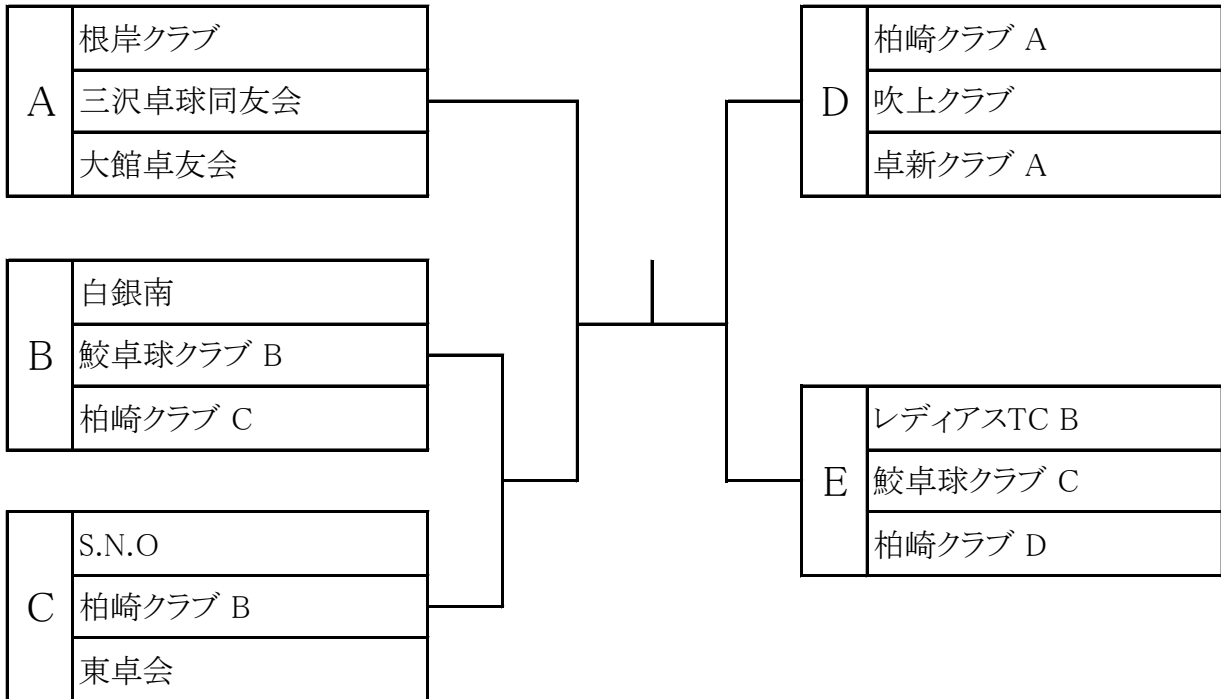 A
根岸クラブ
三沢卓球同友会
大館卓友会
B
白銀南
鮫卓球クラブ B
柏崎クラブ C
C
S.N.O
柏崎クラブ B
東卓会
D
柏崎クラブ A
吹上クラブ
卓新クラブ A
E
レディアスTC B
鮫卓球クラブ C
柏崎クラブ D